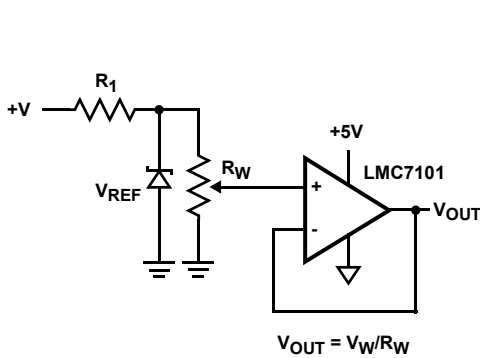 R1
+V
+5V
RW
LMC7101
VREF
+
VOUT
-
VOUT = VW/RW